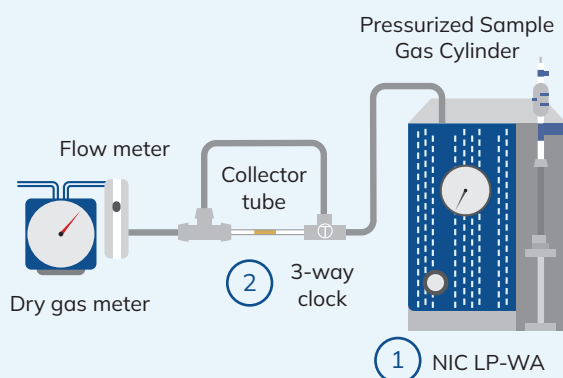 Pressurized Sample
Gas Cylinder
Flow meter
Collector
tube
2
3-way
clock
Dry gas meter
1
NIC LP-WA